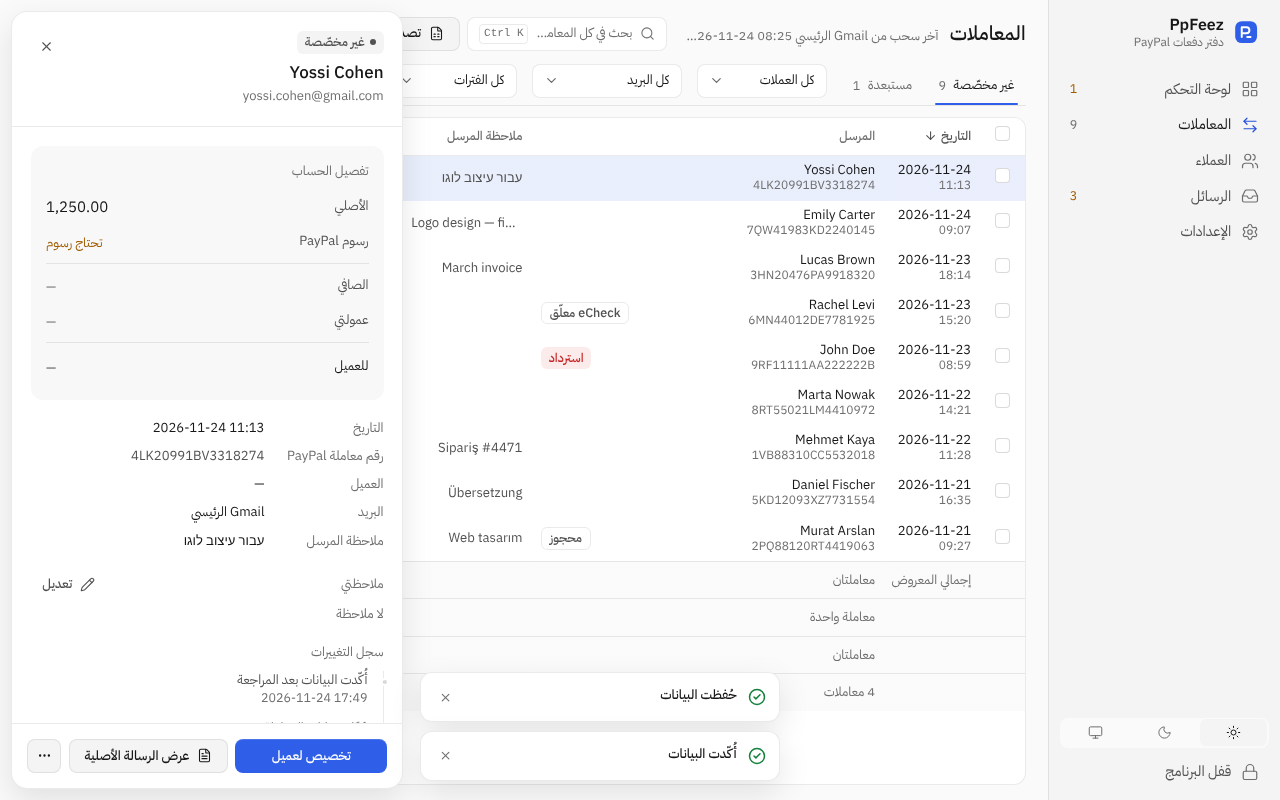 PpFeez
دفتر دفعات PayPal
لوحة التحكم 1
المعاملات 9
العملاء
الرسائل 3
الإعدادات
قفل البرنامج
المعاملات
آخر سحب من Gmail الرئيسي 08:25 24-11-26...
بحث في كل المعام...
Ctrl K
غير مخصّصة 9
مستبعدة 1
كل العملات
كل البريد
كل الفترات
التاريخ
المرسل
ملاحظة المرسل
2026-11-24
11:13
Yossi Cohen
4LK20991BV3318274
עבור עיצוב לוגו
2026-11-24
09:07
Emily Carter
7QW41983KD2240145
Logo design — fi...
2026-11-23
18:14
Lucas Brown
3HN20476PA9918320
March invoice
2026-11-23
15:20
Rachel Levi
6MN44012DE7781925
eCheck معلّق
2026-11-23
08:59
John Doe
9RF11111AA222222B
استرداد
2026-11-22
14:21
Marta Nowak
8RT55021LM4410972
2026-11-22
11:28
Mehmet Kaya
1VB88310CC5532018
Sipariş #4471
2026-11-21
16:35
Daniel Fischer
5KD12093XZ7731554
Übersetzung
2026-11-21
09:27
Murat Arslan
2PQ88120RT4419063
محجوز
Web tasarım
إجمالي المعروض
معاملتان
معاملة واحدة
معاملتان
4 معاملات
حُفظت البيانات
أُكّدت البيانات
غير مخصّصة
Yossi Cohen
yossi.cohen@gmail.com
تفصيل الحساب
الأصلي 1,250.00
رسوم PayPal تحتاج رسوم
الصافي —
عمولتي —
للعميل —
التاريخ 2026-11-24 11:13
رقم معاملة PayPal 4LK20991BV3318274
العميل —
البريد Gmail الرئيسي
ملاحظة المرسل עבור עיצוב לוגו
ملاحظتي
تعديل
لا ملاحظة
سجل التغييرات
أُكّدت البيانات بعد المراجعة
2026-11-24 17:49
تخصيص لعميل
عرض الرسالة الأصلية